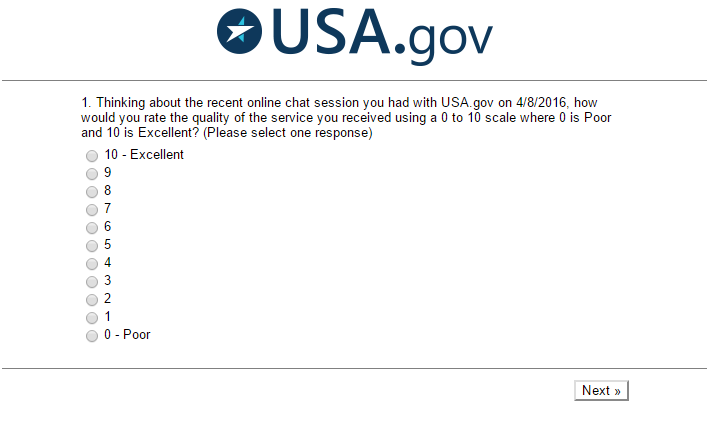 USA.gov
1. Thinking about the recent online chat session you had with USA.gov on 4/8/2016, how
would you rate the quality of the service you received using a 0 to 10 scale where 0 is Poor
and 10 is Excellent? (Please select one response)
10 - Excellent
9
8
7
6
5
4
3
2
1
0 - Poor
Next »